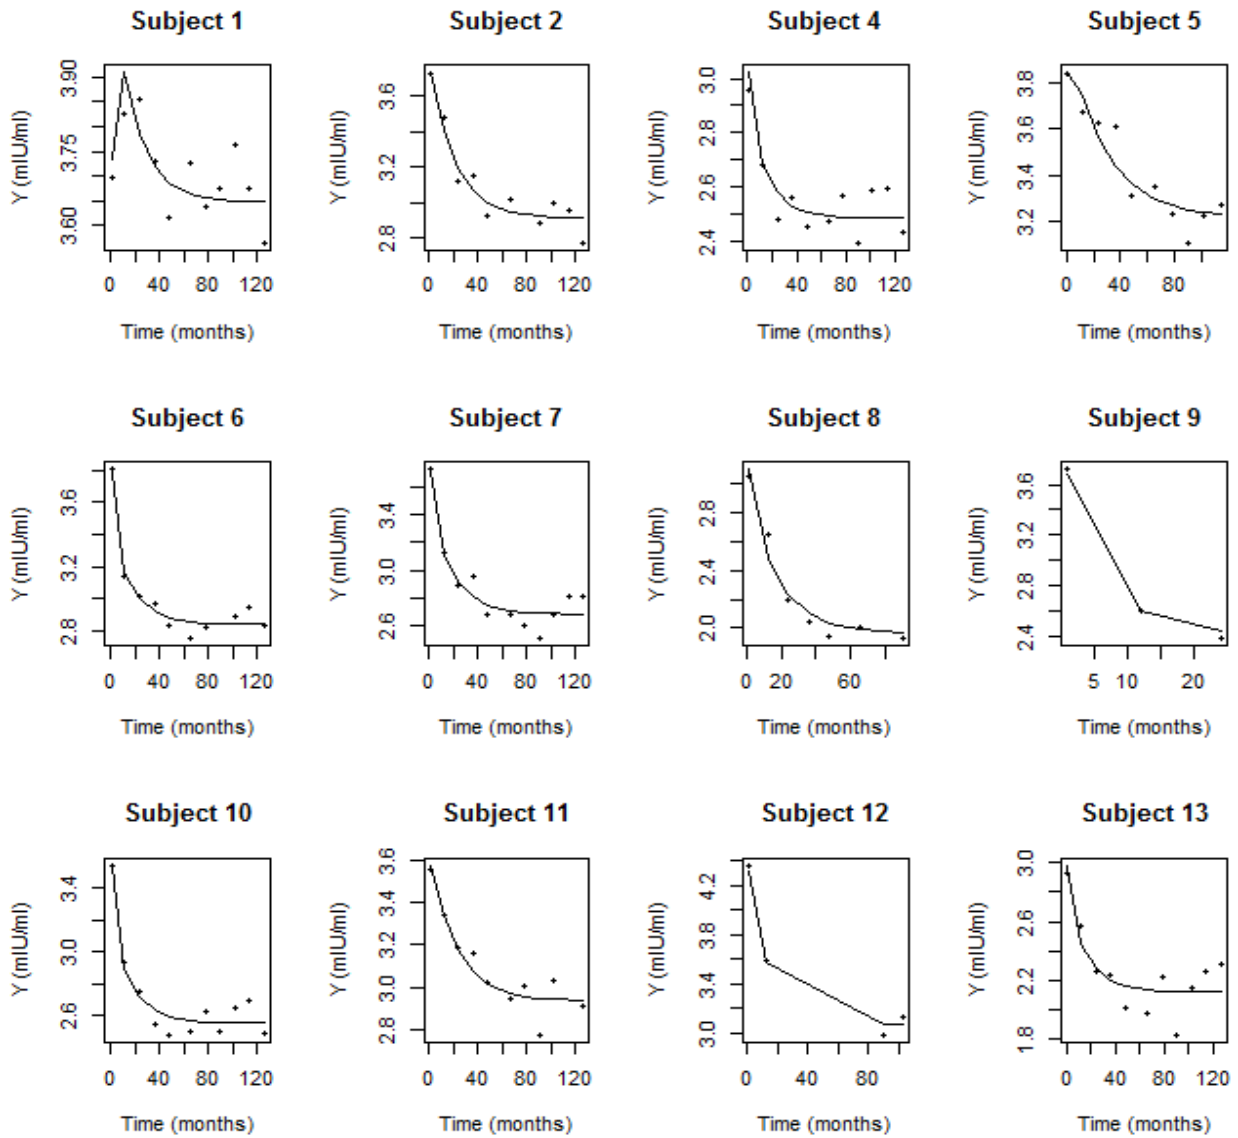 Subject 1 Subject 2 Subject 4 Subject 5
Y (mIU/ml) 3.60 3.75 3.90
0 40 80 120
Time (months)
Y (mIU/ml) 2.8 3.2 3.6
0 40 80 120
Time (months)
Y (mIU/ml) 2.4 2.6 2.8 3.0
0 40 80 120
Time (months)
Y (mIU/ml) 3.2 3.4 3.6 3.8
0 40 80
Time (months)
Subject 6 Subject 7 Subject 8 Subject 9
Y (mIU/ml) 2.8 3.2 3.6
0 40 80 120
Time (months)
Y (mIU/ml) 2.6 3.0 3.4
0 40 80 120
Time (months)
Y (mIU/ml) 2.0 2.4 2.8
0 20 60
Time (months)
Y (mIU/ml) 2.4 2.8 3.2 3.6
5 10 20
Time (months)
Subject 10 Subject 11 Subject 12 Subject 13
Y (mIU/ml) 2.6 3.0 3.4
0 40 80 120
Time (months)
Y (mIU/ml) 2.8 3.0 3.2 3.4 3.6
0 40 80 120
Time (months)
Y (mIU/ml) 3.0 3.4 3.8 4.2
0 20 60 100
Time (months)
Y (mIU/ml) 1.8 2.2 2.6 3.0
0 40 80 120
Time (months)